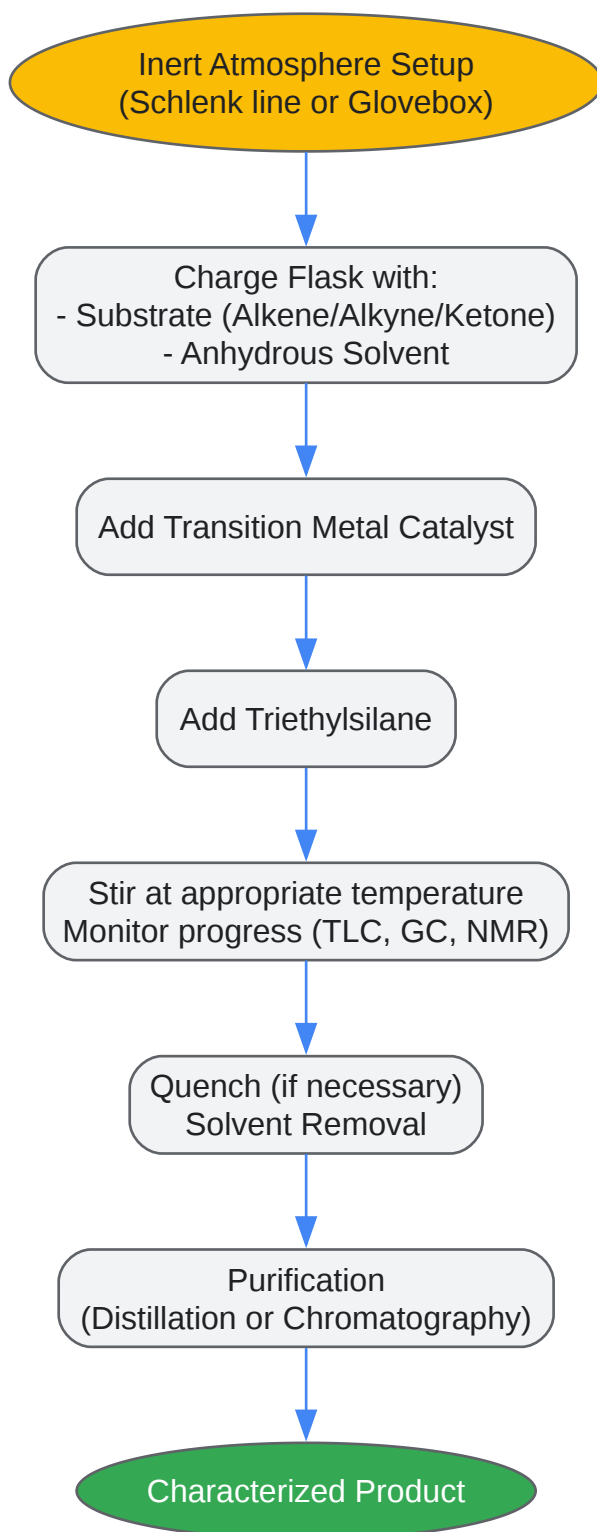 Inert Atmosphere Setup
(Schlenk line or Glovebox)
Charge Flask with:
- Substrate (Alkene/Alkyne/Ketone)
- Anhydrous Solvent
Add Transition Metal Catalyst
Add Triethylsilane
Stir at appropriate temperature
Monitor progress (TLC, GC, NMR)
Quench (if necessary)
Solvent Removal
Purification
(Distillation or Chromatography)
Characterized Product